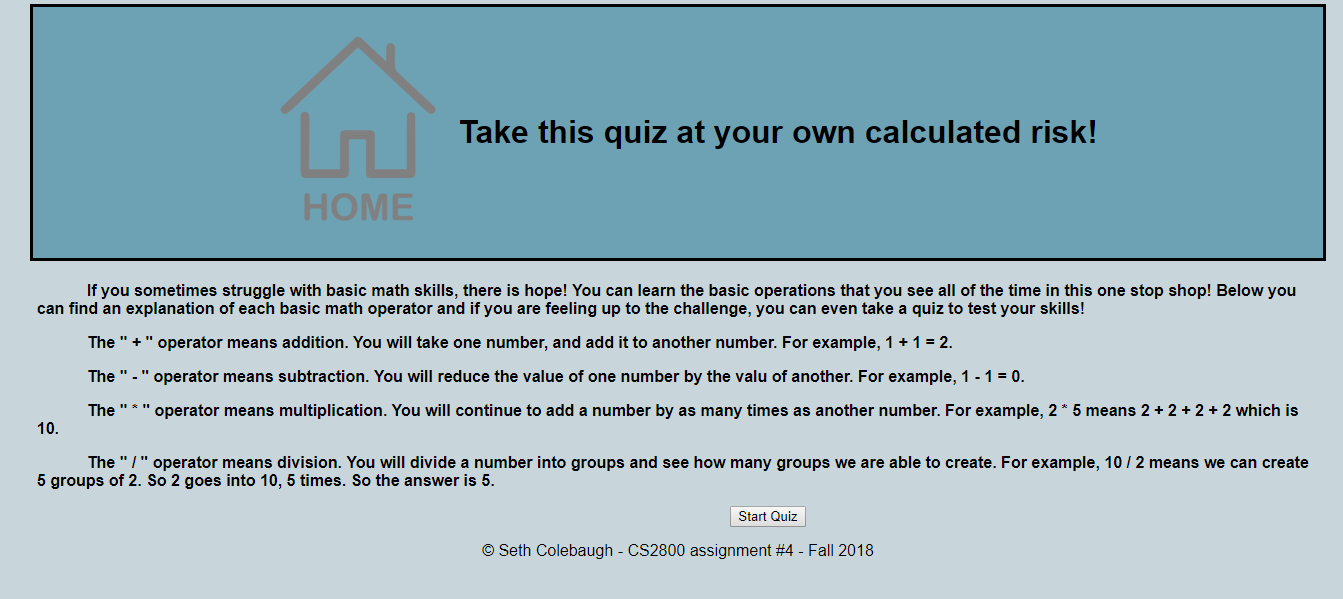 HOME
Take this quiz at your own calculated risk!
If you sometimes struggle with basic math skills, there is hope! You can learn the basic operations that you see all of the time in this one stop shop! Below you
can find an explanation of each basic math operator and if you are feeling up to the challenge, you can even take a quiz to test your skills!
The " + " operator means addition. You will take one number, and add it to another number. For example, 1 + 1 = 2.
The " - " operator means subtraction. You will reduce the value of one number by the valu of another. For example, 1 - 1 = 0.
The " * " operator means multiplication. You will continue to add a number by as many times as another number. For example, 2 * 5 means 2 + 2 + 2 + 2 which is
10.
The " / " operator means division. You will divide a number into groups and see how many groups we are able to create. For example, 10 / 2 means we can create
5 groups of 2. So 2 goes into 10, 5 times. So the answer is 5.
Start Quiz
© Seth Colebaugh - CS2800 assignment #4 - Fall 2018